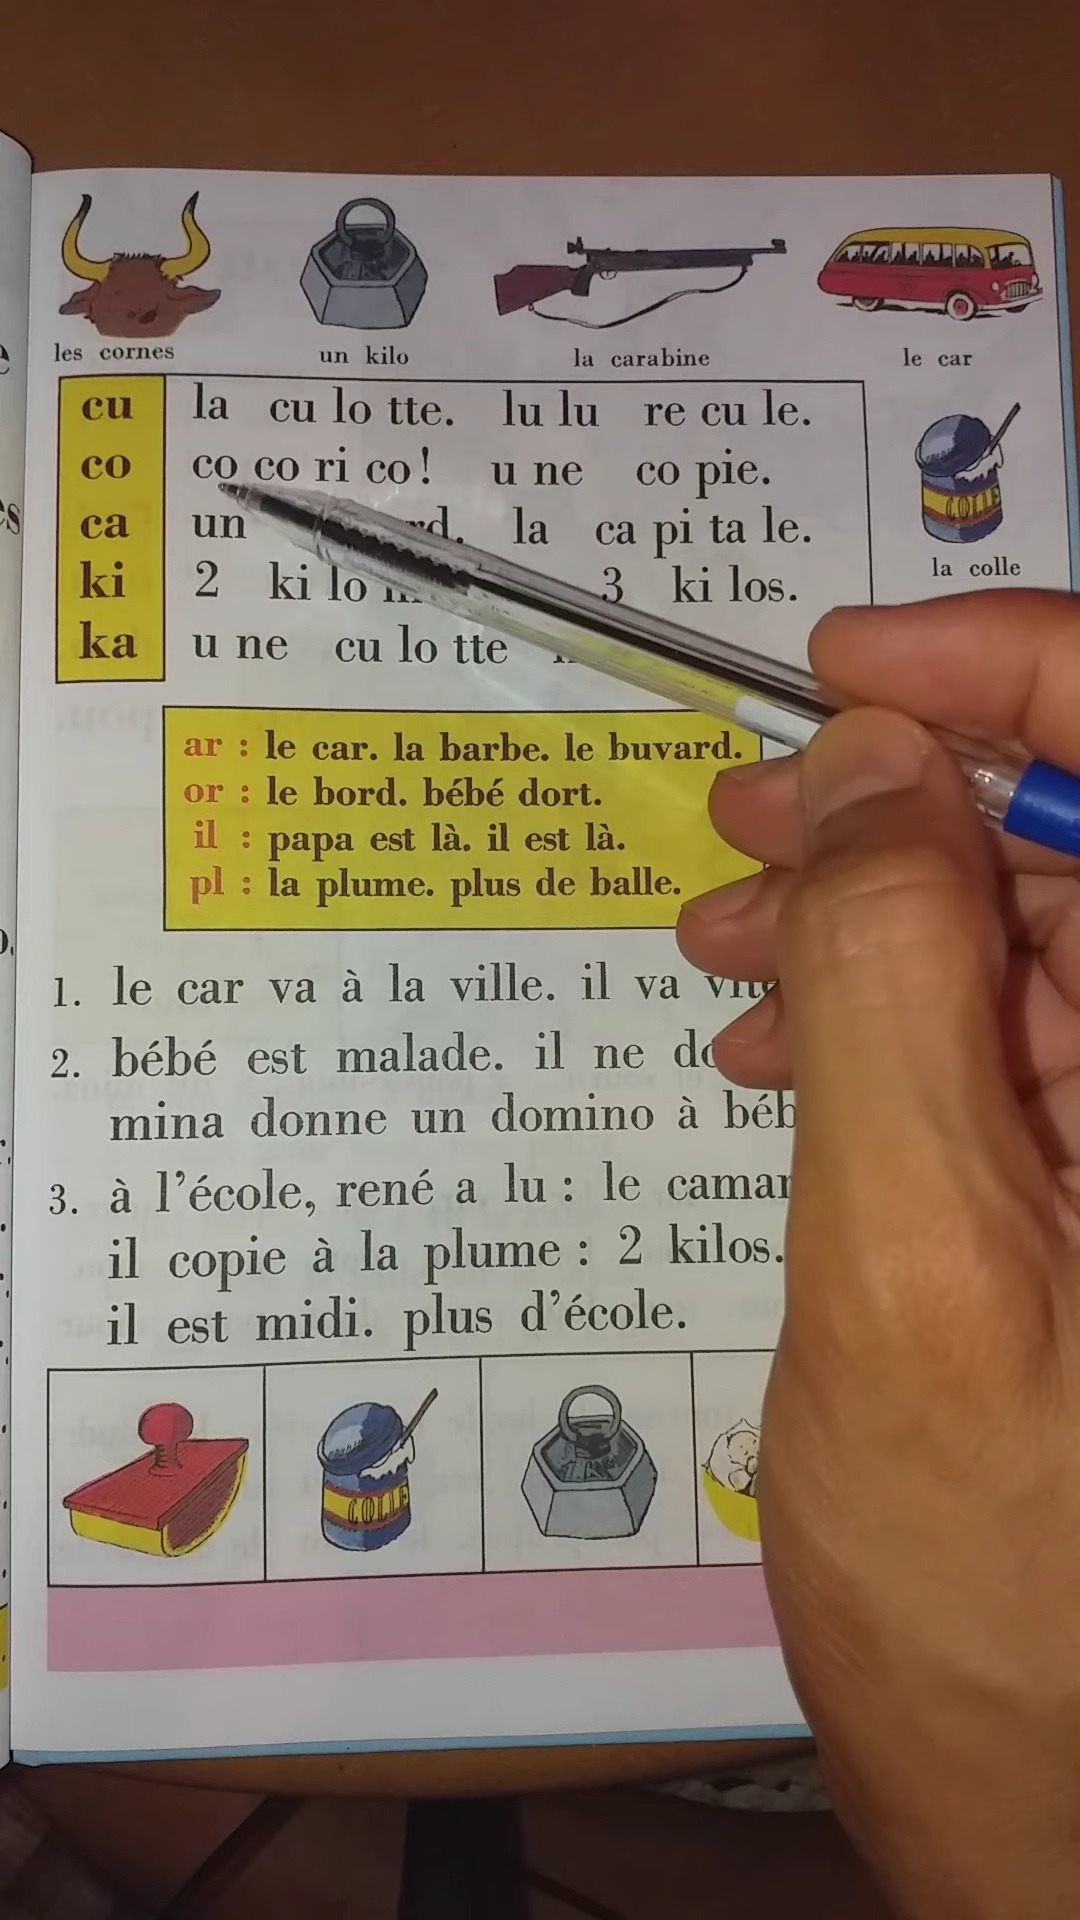 les cornes un kilo la carabine le car
cu la cu lo tte. lu lu re cu le.
co co co ri co! u ne co pie.
ca un la ca pi ta le.
ki 2 ki lo 3 ki los.
ka u ne cu lo tte
COLLE
la colle
ar : le car. la barbe. le buvard.
or : le bord. bébé dort.
il : papa est là. il est là.
pl : la plume. plus de balle.
1. le car va à la ville. il va
2. bébé est malade. il ne
mina donne un domino à
3. à l'école, rené a lu : le
il copie à la plume : 2 kilos.
il est midi. plus d'école.
COLLE